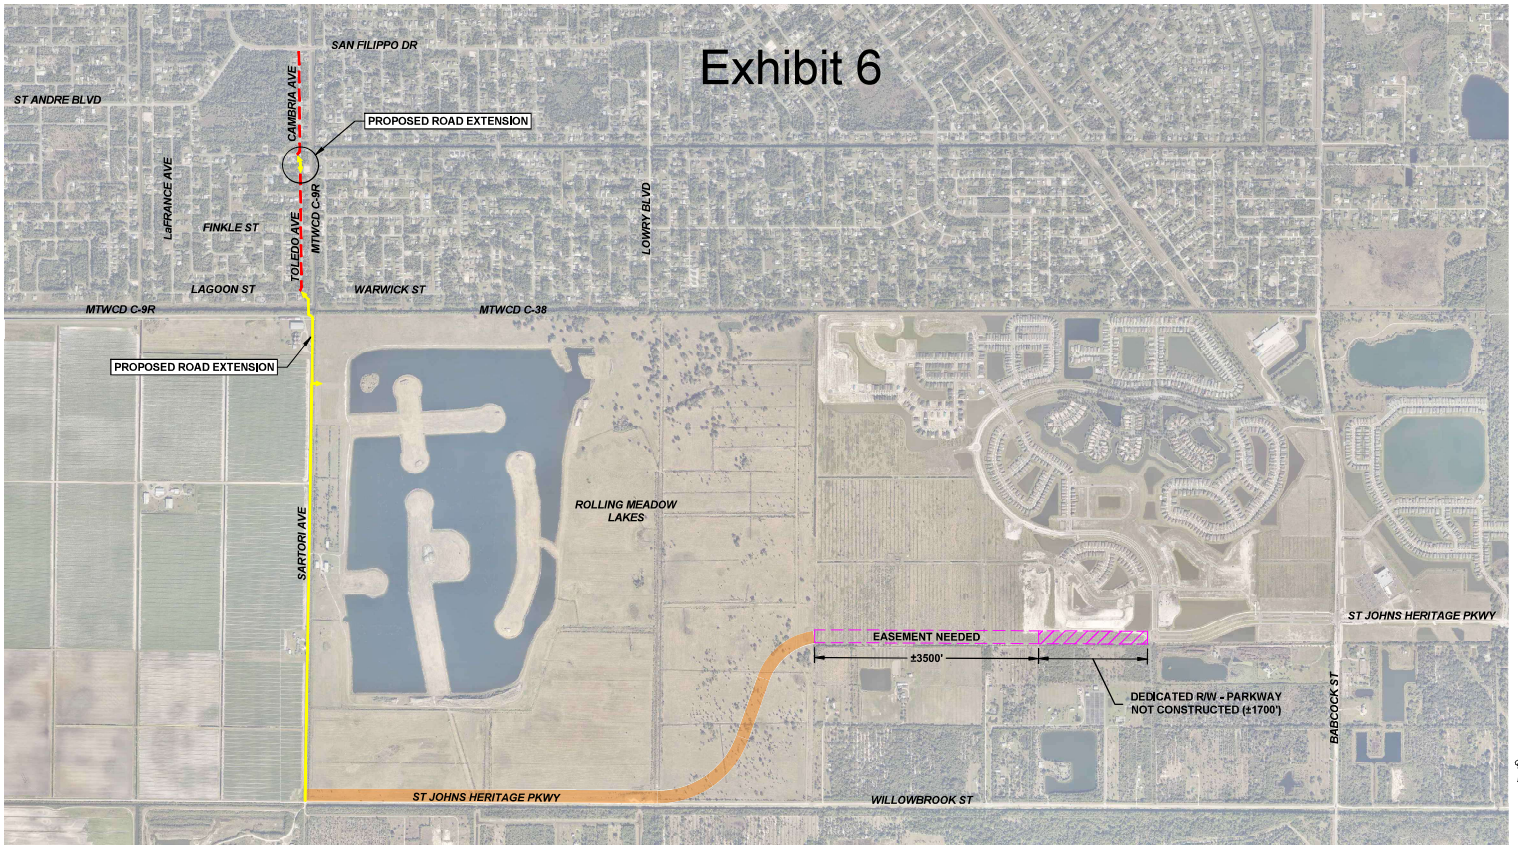 Exhibit 6
SAN FILIPPO DR
ST ANDRE BLVD
CAMBRIA AVE
PROPOSED ROAD EXTENSION
LaFRANCE AVE
FINKLE ST
TOLEDO AVE
MTWCD C-9R
LOWRY BLVD
LAGOON ST
WARWICK ST
MTWCD C-9R
MTWCD C-38
PROPOSED ROAD EXTENSION
SARTORI AVE
ROLLING MEADOW
LAKES
ST JOHNS HERITAGE PKWY
EASEMENT NEEDED
±3500'
DEDICATED R/W - PARKWAY
NOT CONSTRUCTED (±1700')
BABCOCK ST
ST JOHNS HERITAGE PKWY
WILLOWBROOK ST